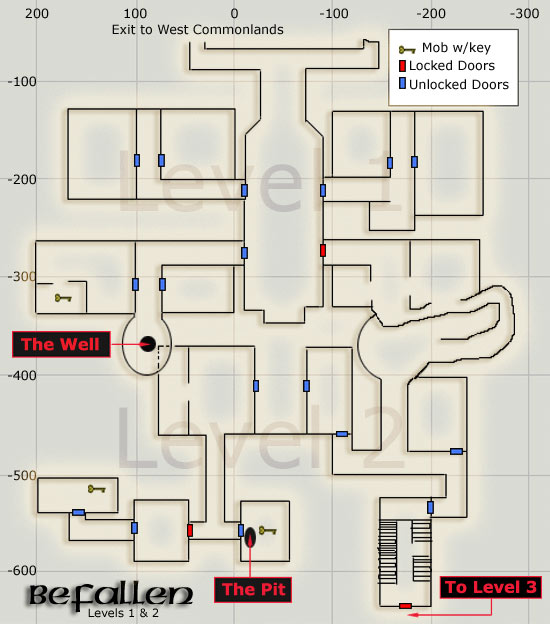 200
0
-100
-200
-300
Exit to West Commonlands
Mob w/key
Locked Doors
Unlocked Doors
-100
-200
-300
-400
-500
-600
Level 1
The Well
Level 2
The Pit
To Level 3
Befallen
Levels 1 & 2